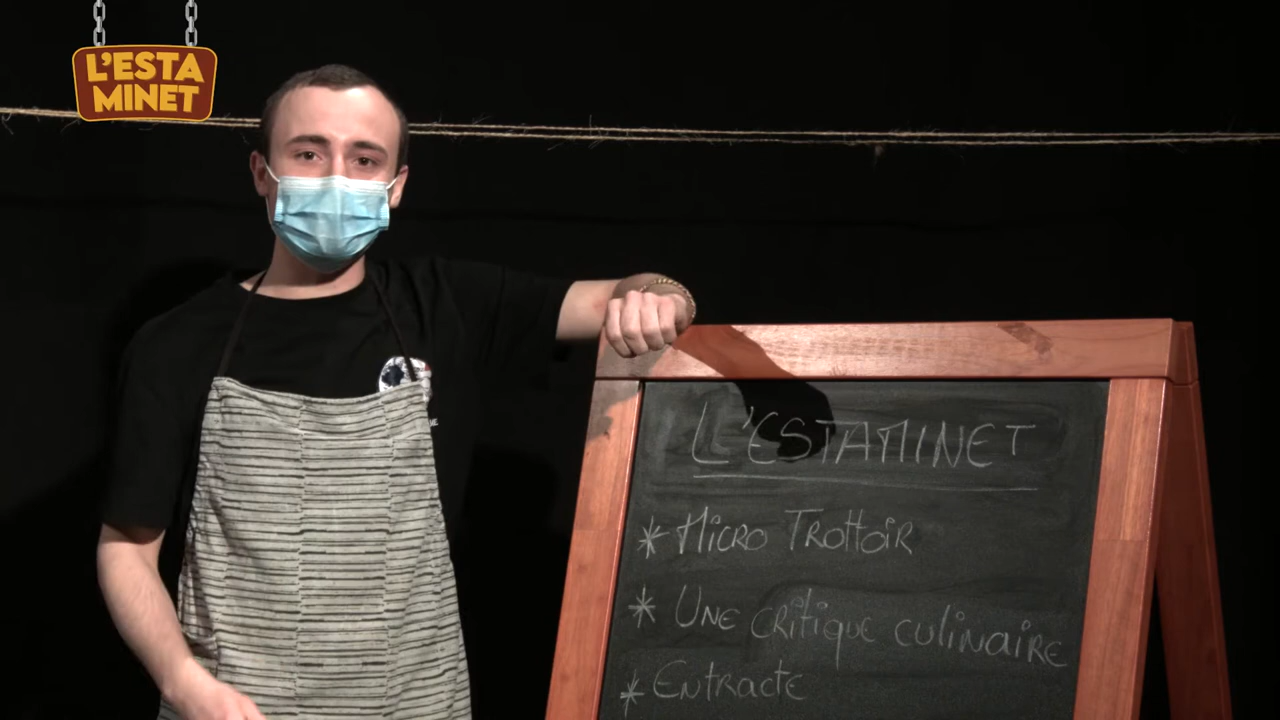 L'ESTA
MINET
L'ESTAMINET
* Micro Trottoir
* Une critique culinaire
* Entracte